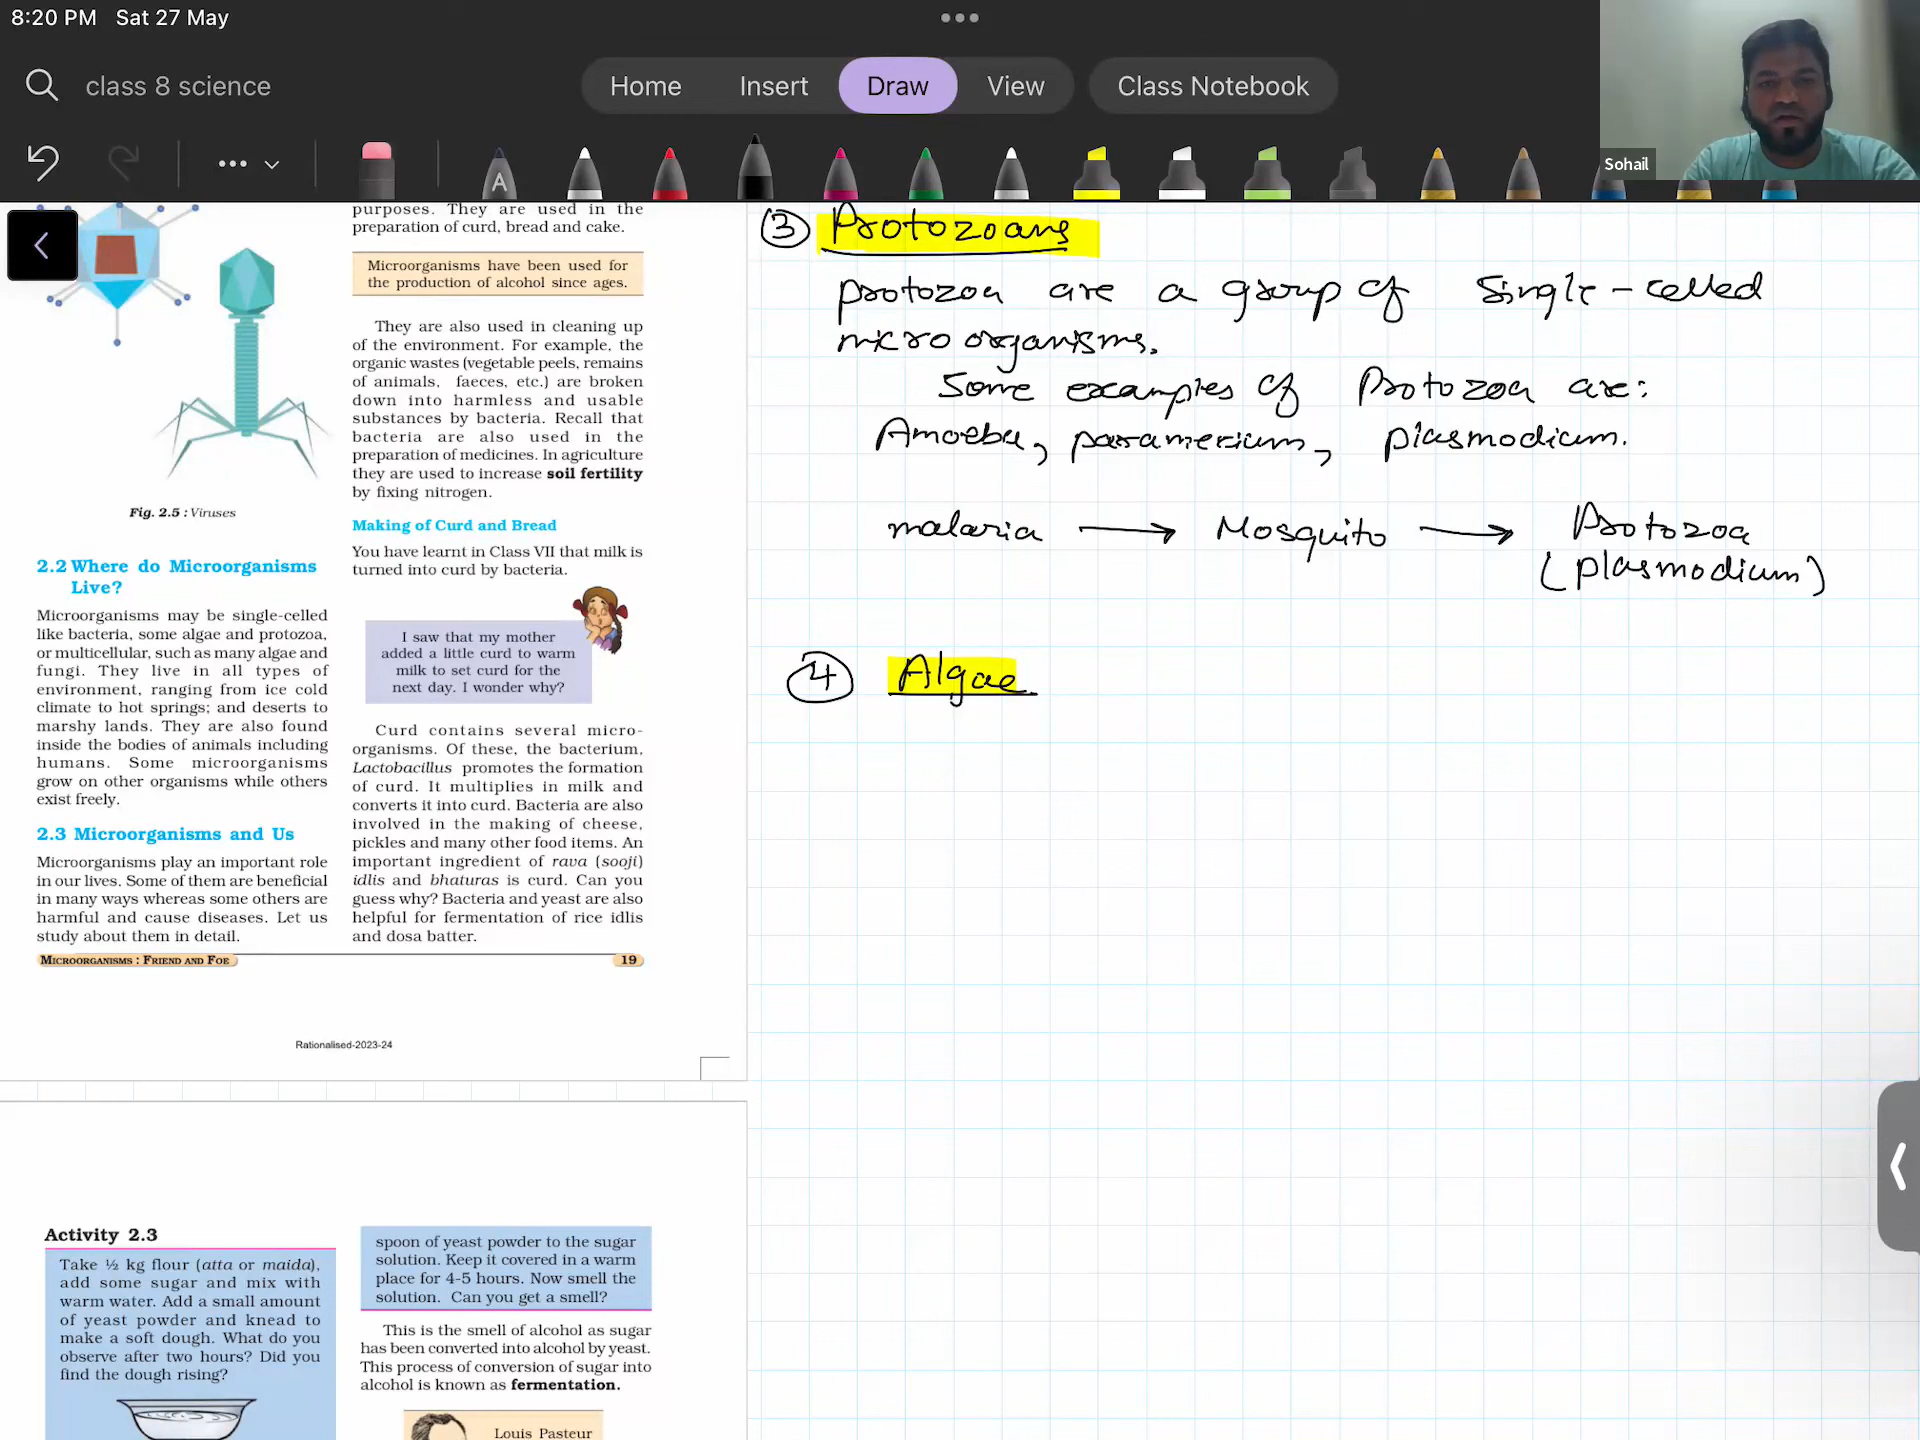 8:20 PM Sat 27 May
class 8 science
Home Insert Draw View Class Notebook
A
Sohail
purposes. They are used in the
preparation of curd, bread and cake.
Microorganisms have been used for
the production of alcohol since ages.
They are also used in cleaning up
of the environment. For example, the
organic wastes (vegetable peels, remains
of animals, faeces, etc.) are broken
down into harmless and usable
substances by bacteria. Recall that
bacteria are also used in the
preparation of medicines. In agriculture
they are used to increase soil fertility
by fixing nitrogen.
Making of Curd and Bread
You have learnt in Class VII that milk is
turned into curd by bacteria.
I saw that my mother
added a little curd to warm
milk to set curd for the
next day. I wonder why?
Curd contains several micro-
organisms. Of these, the bacterium,
Lactobacillus promotes the formation
of curd. It multiplies in milk and
converts it into curd. Bacteria are also
involved in the making of cheese,
pickles and many other food items. An
important ingredient of rava (sooji)
idlis and bhaturas is curd. Can you
guess why? Bacteria and yeast are also
helpful for fermentation of rice idlis
and dosa batter.
Fig. 2.5 : Viruses
2.2 Where do Microorganisms
Live?
Microorganisms may be single-celled
like bacteria, some algae and protozoa,
or multicellular, such as many algae and
fungi. They live in all types of
environment, ranging from ice cold
climate to hot springs; and deserts to
marshy lands. They are also found
inside the bodies of animals including
humans. Some microorganisms
grow on other organisms while others
exist freely.
2.3 Microorganisms and Us
Microorganisms play an important role
in our lives. Some of them are beneficial
in many ways whereas some others are
harmful and cause diseases. Let us
study about them in detail.
MICROORGANISMS : FRIEND AND FOE
19
Rationalised-2023-24
Activity 2.3
Take ½ kg flour (atta or maida),
add some sugar and mix with
warm water. Add a small amount
of yeast powder and knead to
make a soft dough. What do you
observe after two hours? Did you
find the dough rising?
spoon of yeast powder to the sugar
solution. Keep it covered in a warm
place for 4-5 hours. Now smell the
solution. Can you get a smell?
This is the smell of alcohol as sugar
has been converted into alcohol by yeast.
This process of conversion of sugar into
alcohol is known as fermentation.
Louis Pasteur
3 Protozoans
protozoa are a group of single-celled
microorganisms.
Some examples of Protozoa are:
Amoeba, paramecium, plasmodium.
malaria → Mosquito → Protozoa
(plasmodium)
4 Algae